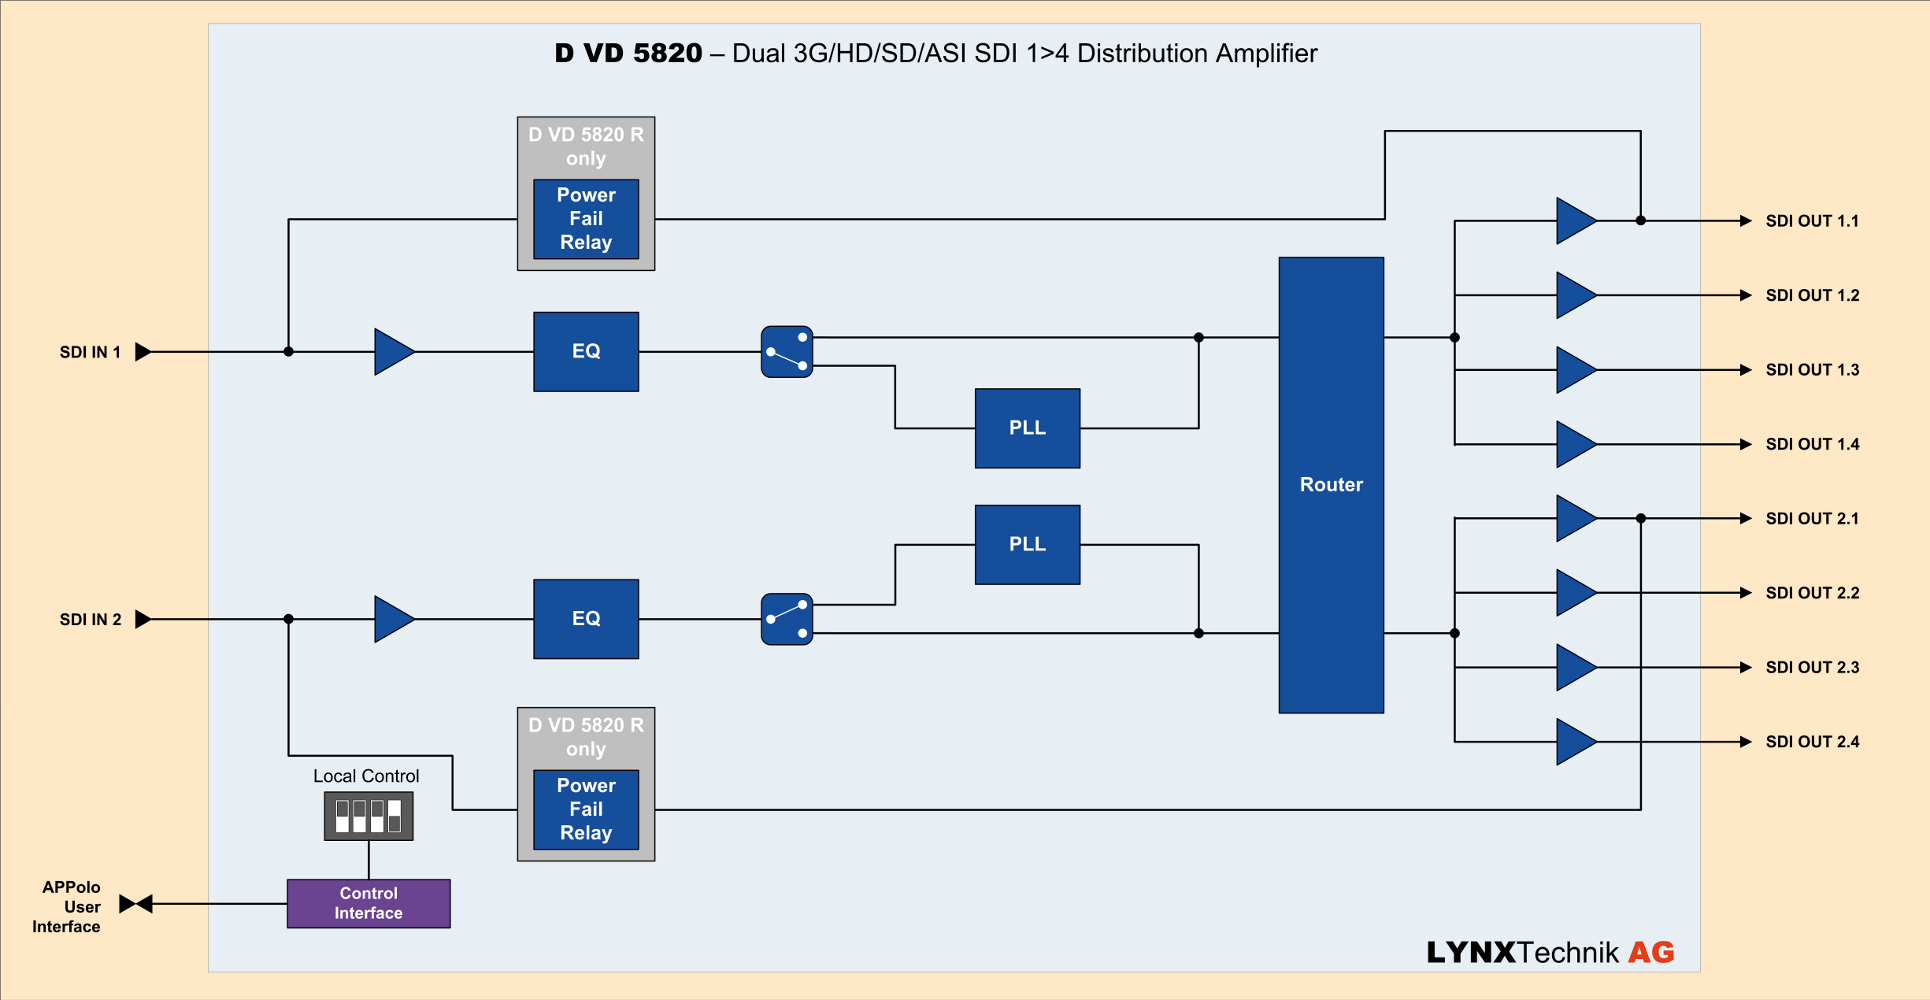 D VD 5820 – Dual 3G/HD/SD/ASI SDI 1>4 Distribution Amplifier
D VD 5820 R
only
Power
Fail
Relay
SDI OUT 1.1
SDI OUT 1.2
SDI IN 1
EQ
SDI OUT 1.3
PLL
SDI OUT 1.4
Router
SDI OUT 2.1
PLL
SDI OUT 2.2
SDI IN 2
EQ
SDI OUT 2.3
D VD 5820 R
only
Power
Fail
Relay
SDI OUT 2.4
Local Control
APPolo
User
Interface
Control
Interface
LYNXTechnik AG